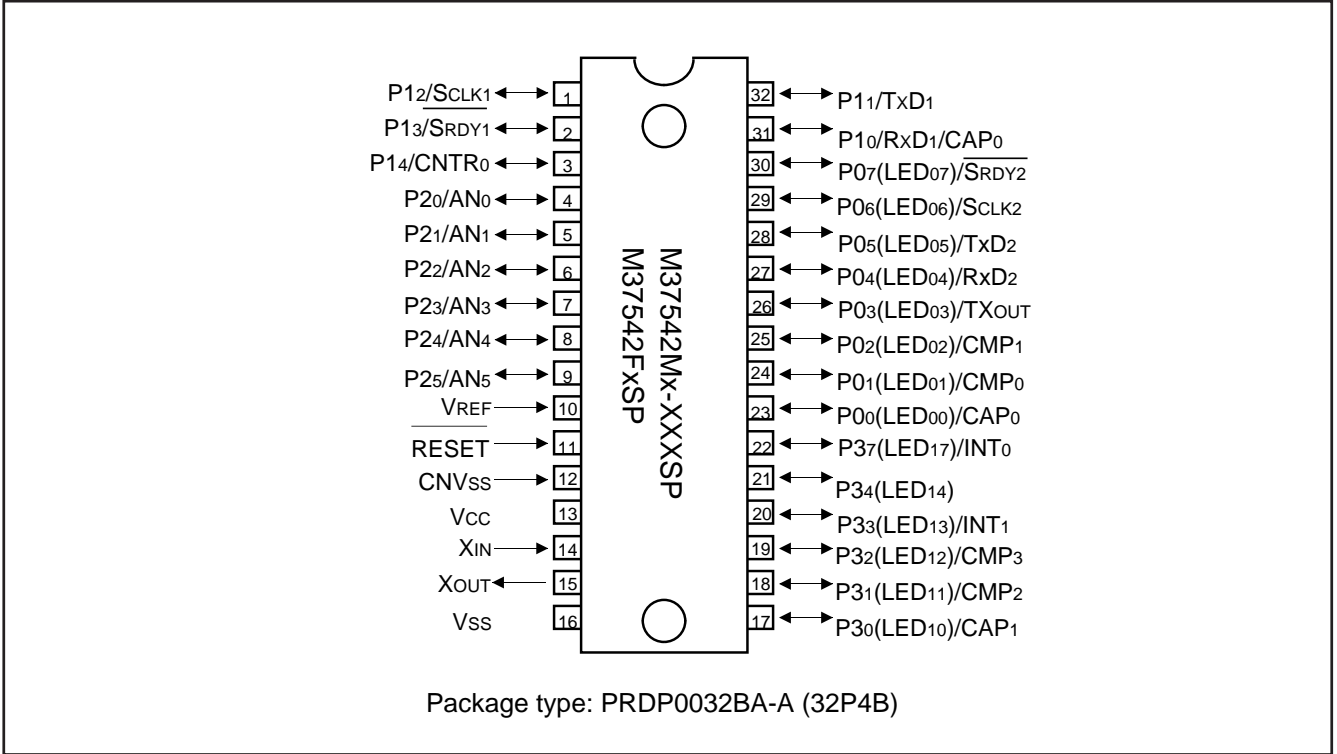 P12/SCLK1 1
P13/SRDY1 2
P14/CNTR0 3
P20/AN0 4
P21/AN1 5
P22/AN2 6
P23/AN3 7
P24/AN4 8
P25/AN5 9
VREF 10
RESET 11
CNVSS 12
VCC 13
XIN 14
XOUT 15
VSS 16
M37542Mx-XXXSP
M37542FxSP
32 P11/TXD1
31 P10/RXD1/CAP0
30 P07(LED07)/SRDY2
29 P06(LED06)/SCLK2
28 P05(LED05)/TxD2
27 P04(LED04)/RxD2
26 P03(LED03)/TXOUT
25 P02(LED02)/CMP1
24 P01(LED01)/CMP0
23 P00(LED00)/CAP0
22 P37(LED17)/INT0
21 P34(LED14)
20 P33(LED13)/INT1
19 P32(LED12)/CMP3
18 P31(LED11)/CMP2
17 P30(LED10)/CAP1
Package type: PRDP0032BA-A (32P4B)